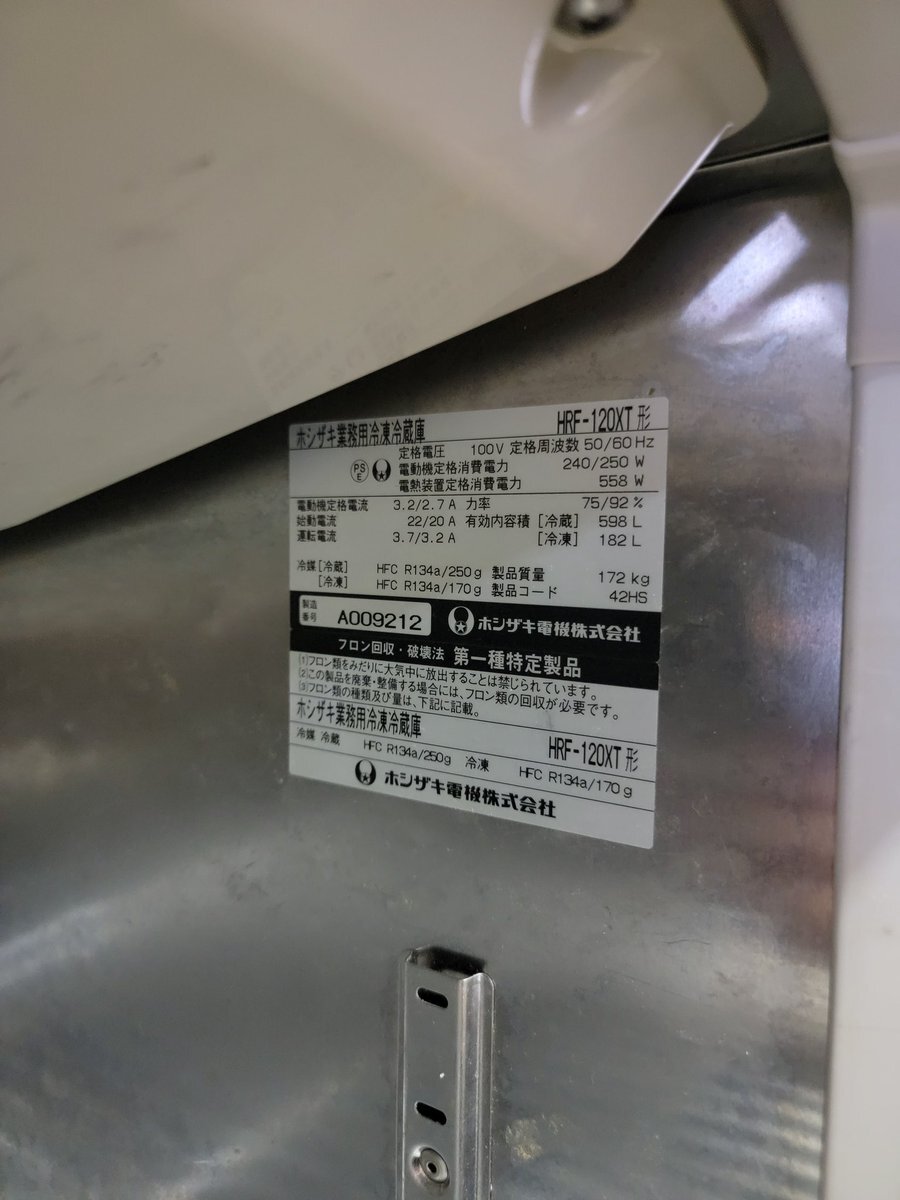 ホシザキ業務用冷凍冷蔵庫 HRF-120XT 形
定格電圧 100V 定格周波数 50/60 Hz
PS E 電動機定格消費電力 240/250 W
電熱装置定格消費電力 558 W
電動機定格電流 3.2/2.7 A 力率 75/92 %
始動電流 22/20 A 有効内容積 [冷蔵] 598 L
運転電流 3.7/3.2 A [冷凍] 182 L
冷媒[冷蔵] HFC R134a/250g 製品質量 172 kg
[冷凍] HFC R134a/170g 製品コード 42HS
製造番号 A009212 ホシザキ電機株式会社
フロン回収・破壊法 第一種特定製品
(1)フロン類をみだりに大気中に放出することは禁じられています。
(2)この製品を廃棄・整備する場合には、フロン類の回収が必要です。
(3)フロン類の種類及び量は、下記に記載。
ホシザキ業務用冷凍冷蔵庫 HRF-120XT 形
冷媒 冷蔵 HFC R134a/250g 冷凍 HFC R134a/170g
ホシザキ電機株式会社